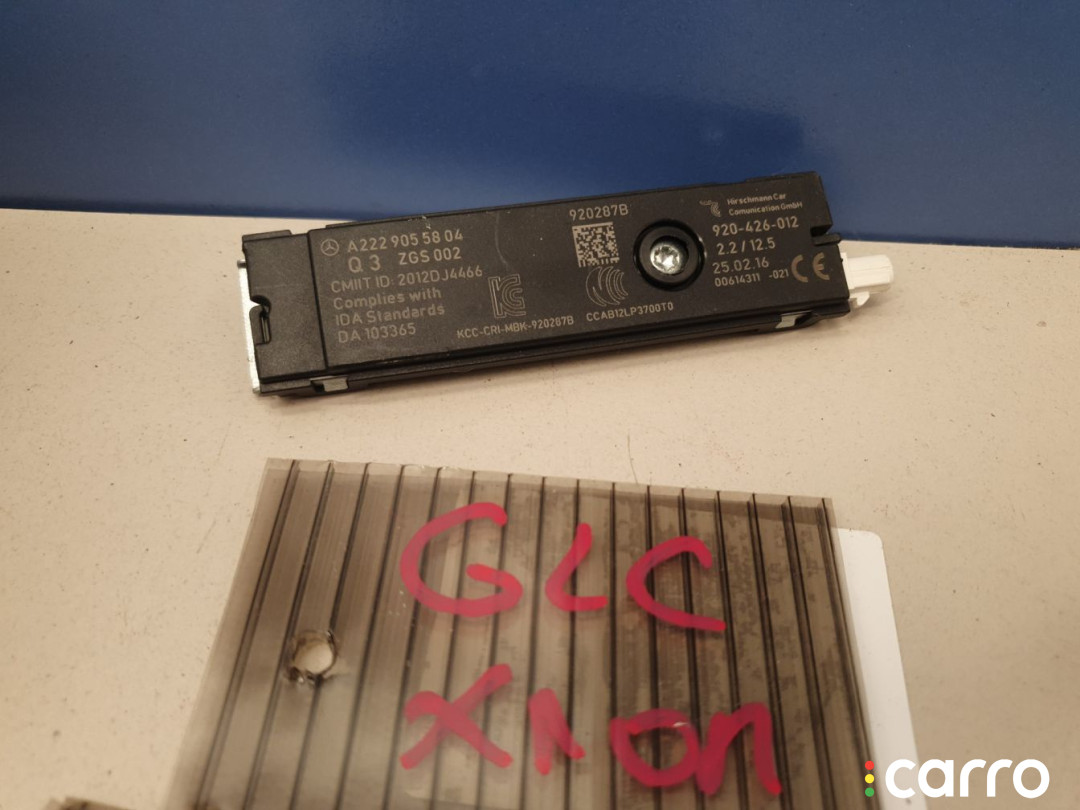 A222 905 58 04
Q 3 ZGS 002
CMIIT ID: 2012DJ4466
Complies with
IDA Standards
DA 103365
KCC-CRI-MBK-920287B
920287B
CCAB12LP3700T0
Hirschmann Car
Comunication GmbH
920-426-012
2.2 / 12.5
25.02.16
00614311 -021
CE
GLC
XION
carro